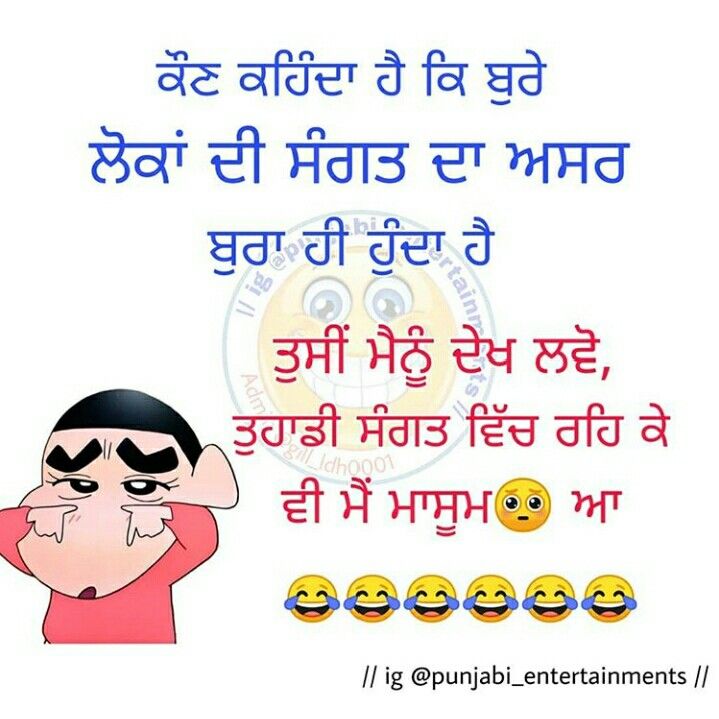 ਕੌਣ ਕਹਿੰਦਾ ਹੈ ਕਿ ਬੁਰੇ
ਲੋਕਾਂ ਦੀ ਸੰਗਤ ਦਾ ਅਸਰ
ਬੁਰਾ ਹੀ ਹੁੰਦਾ ਹੈ
ਤੁਸੀਂ ਮੈਨੂੰ ਦੇਖ ਲਵੋ,
ਤੁਹਾਡੀ ਸੰਗਤ ਵਿੱਚ ਰਹਿ ਕੇ
ਵੀ ਮੈਂ ਮਾਸੂਮ🥺 ਆ
😂😂😂😂😂😂
// ig @punjabi_entertainments //